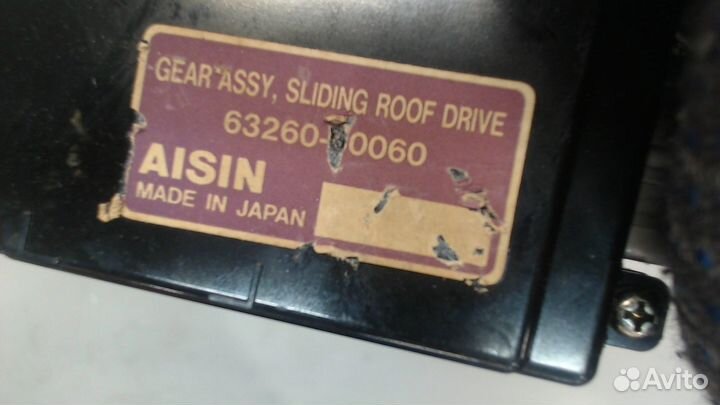 GEAR ASSY, SLIDING ROOF DRIVE
63260- 0060
AISIN
MADE IN JAPAN
Avito